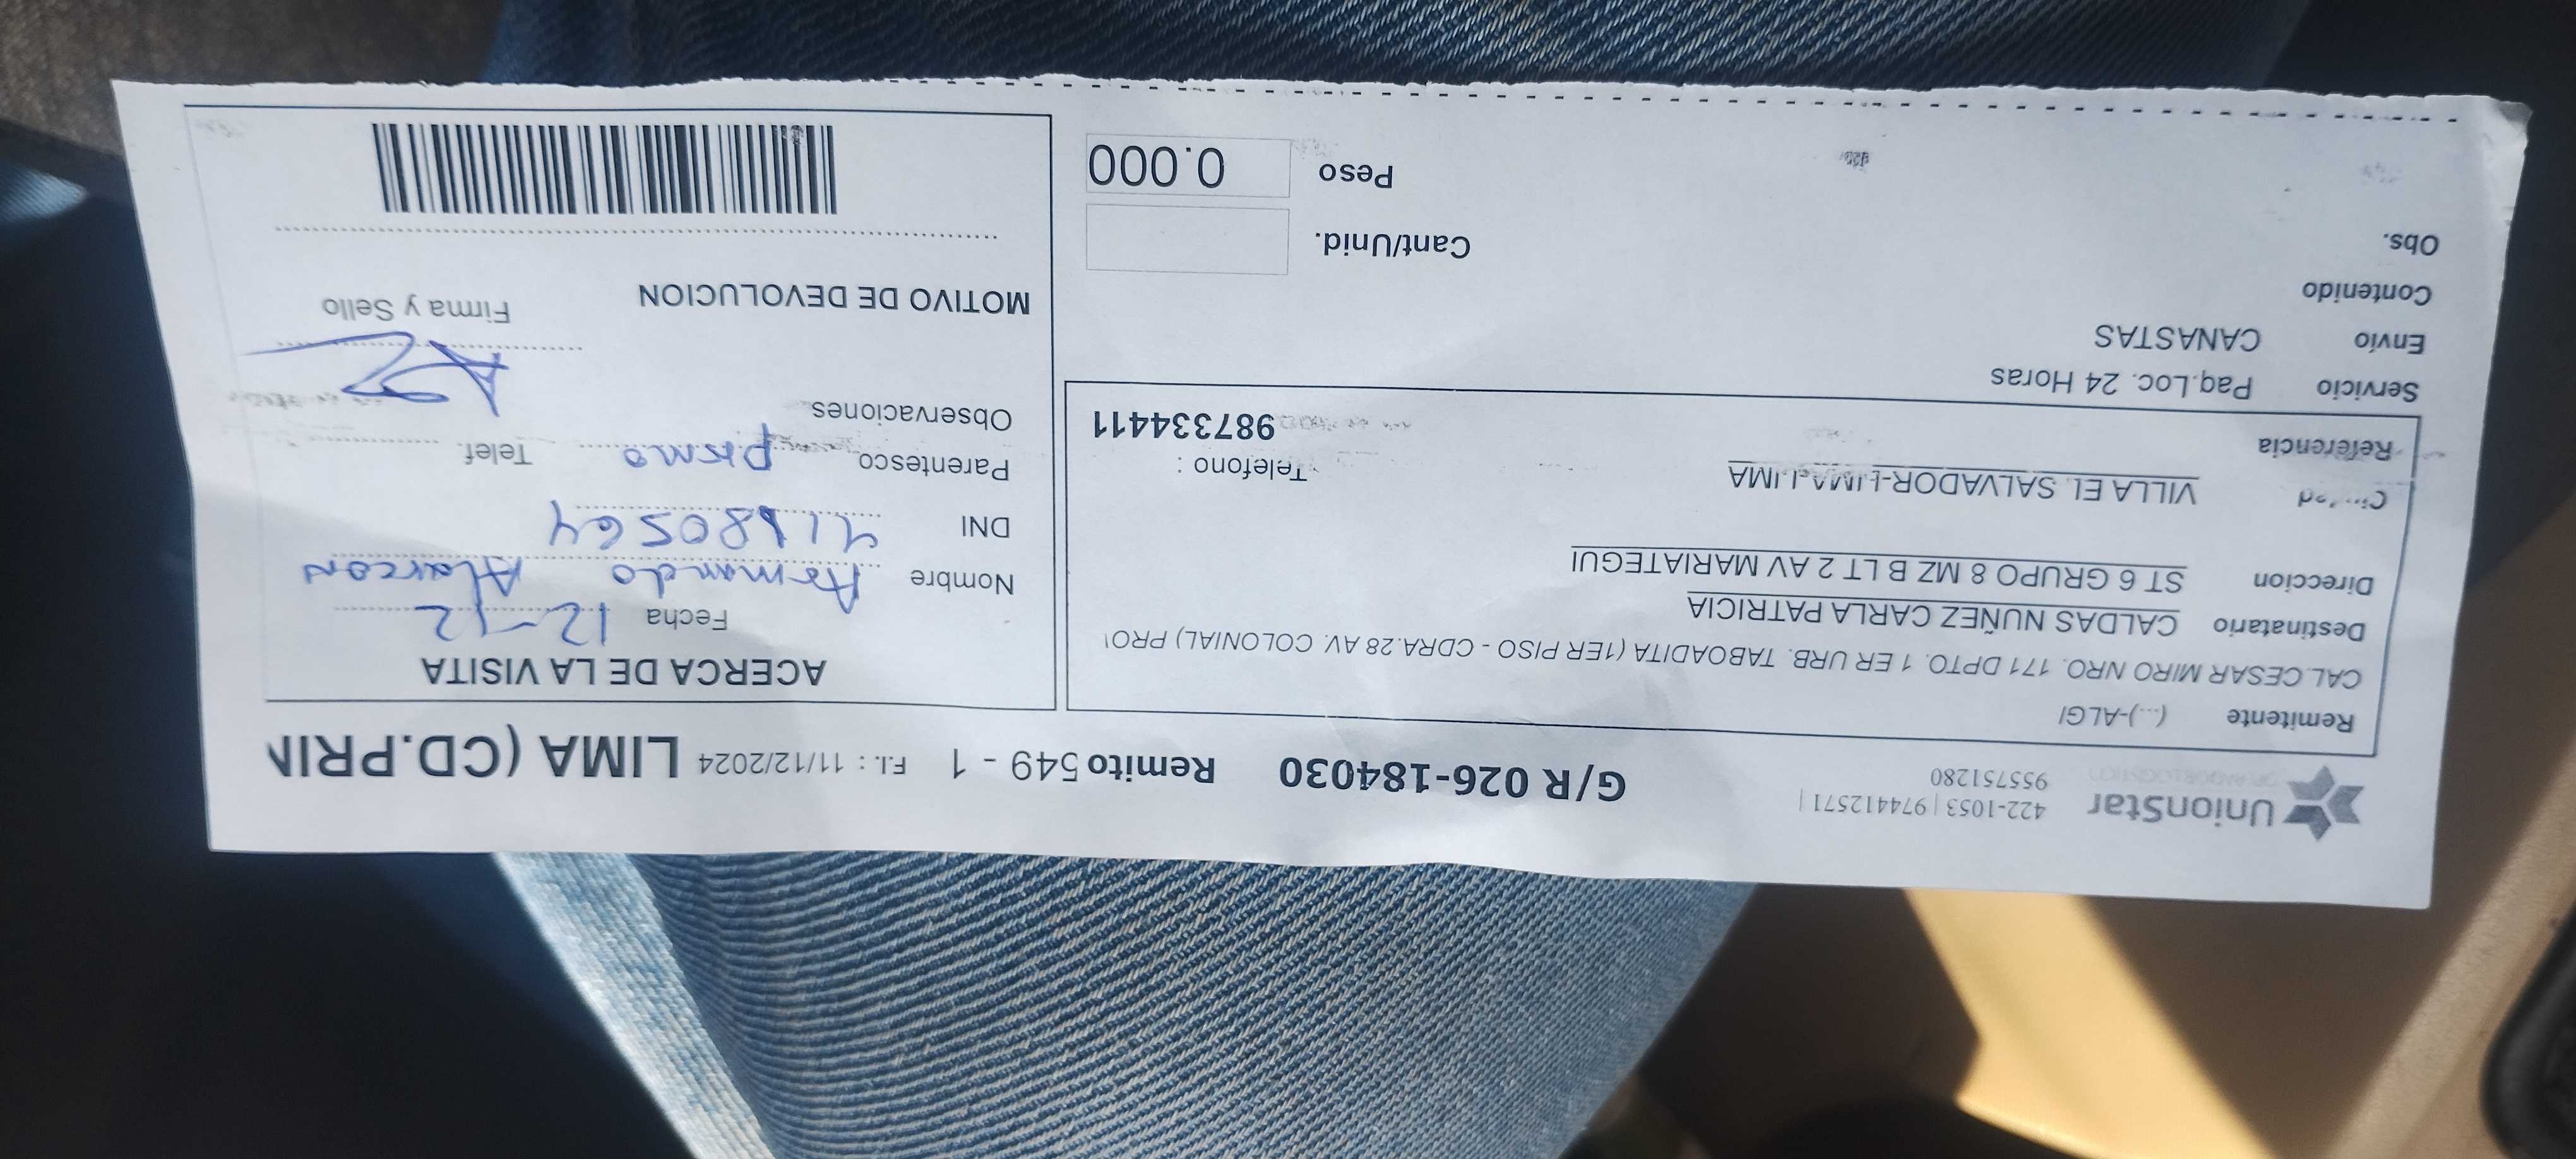 UnionStar
OPERADOR LOGISTICO
422-1053 | 974412571 |
955751280
G/R 026-184030 Remito 549 - 1 F.I. : 11/12/2024 LIMA (CD.PRIN
Remitente (...)-ALGI
CAL.CESAR MIRO NRO. 171 DPTO. 1 ER URB. TABOADITA (1ER PISO - CDRA.28 AV. COLONIAL) PRO
Destinatario CALDAS NUÑEZ CARLA PATRICIA
Direccion ST 6 GRUPO 8 MZ B LT 2 AV MARIATEGUI
VILLA EL SALVADOR-LIMA-LIMA
Telefono :
Referencia
987334411
Servicio Paq.Loc. 24 Horas
Envío CANASTAS
Contenido
Obs.
Cant/Unid.
Peso 0.000
ACERCA DE LA VISITA
Fecha 12-12
Nombre Armando Alarcon
DNI
Parentesco primo Telef.
Observaciones
Firma y Sello
MOTIVO DE DEVOLUCION